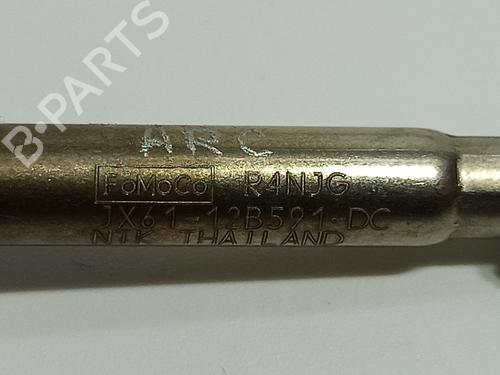 B-PARTS
ARC
FoMoCo R4NJG
JX61-12B591-DC
NTK THAILAND